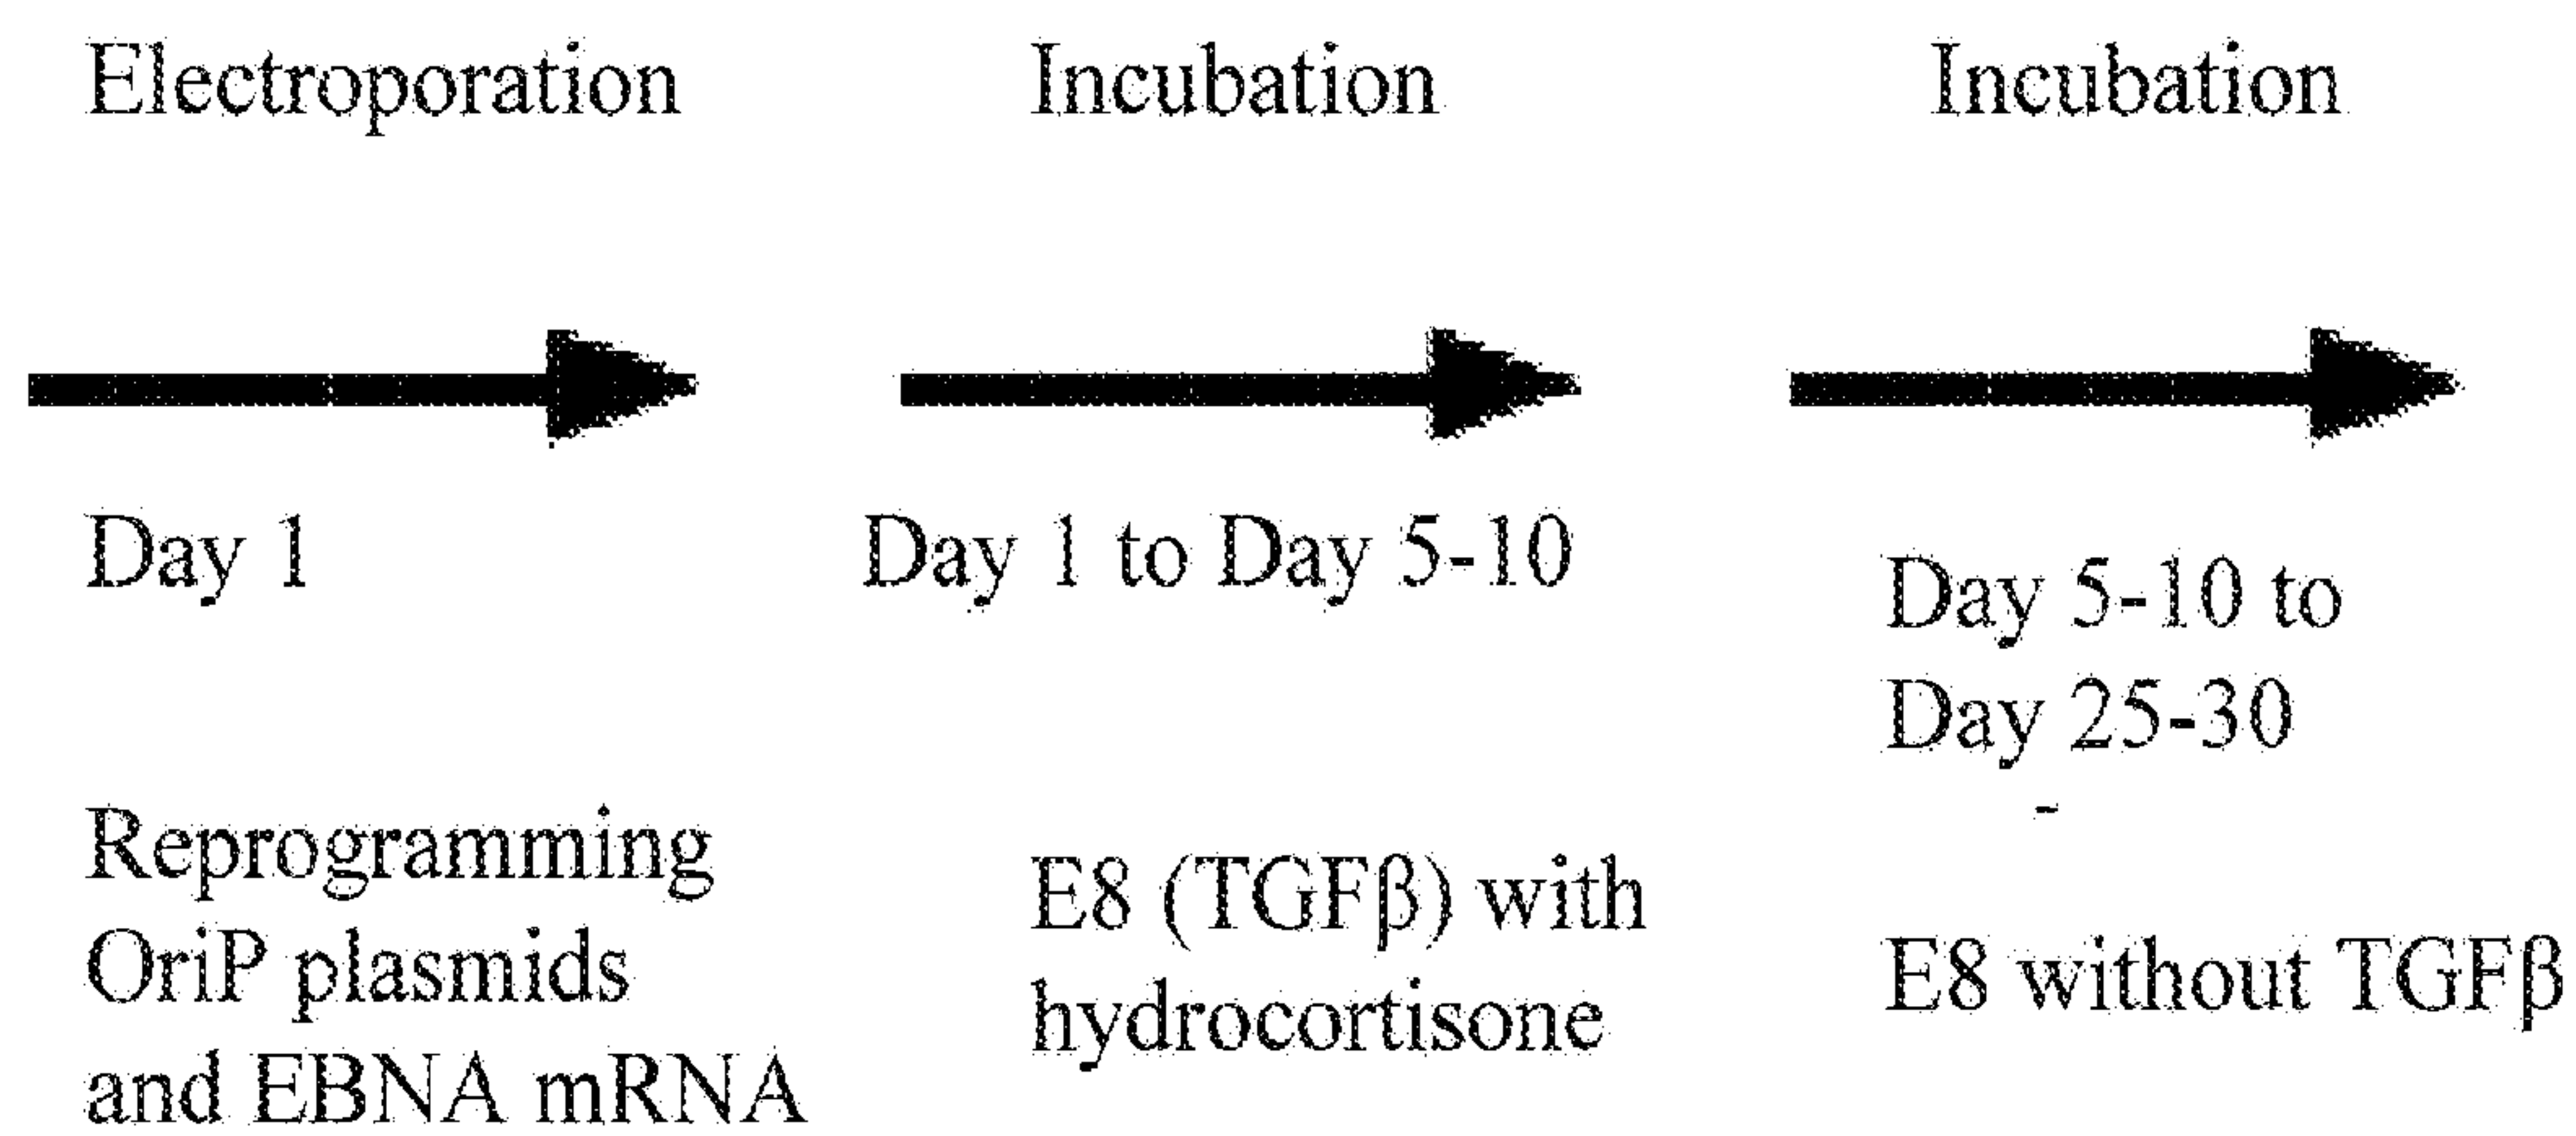 Electroporation
Incubation
Incubation
Day 1
Day 1 to Day 5-10
Day 5-10 to
Day 25-30
-
Reprogramming
OriP plasmids
and EBNA mRNA
E8 (TGFβ) with
hydrocortisone
E8 without TGFβ